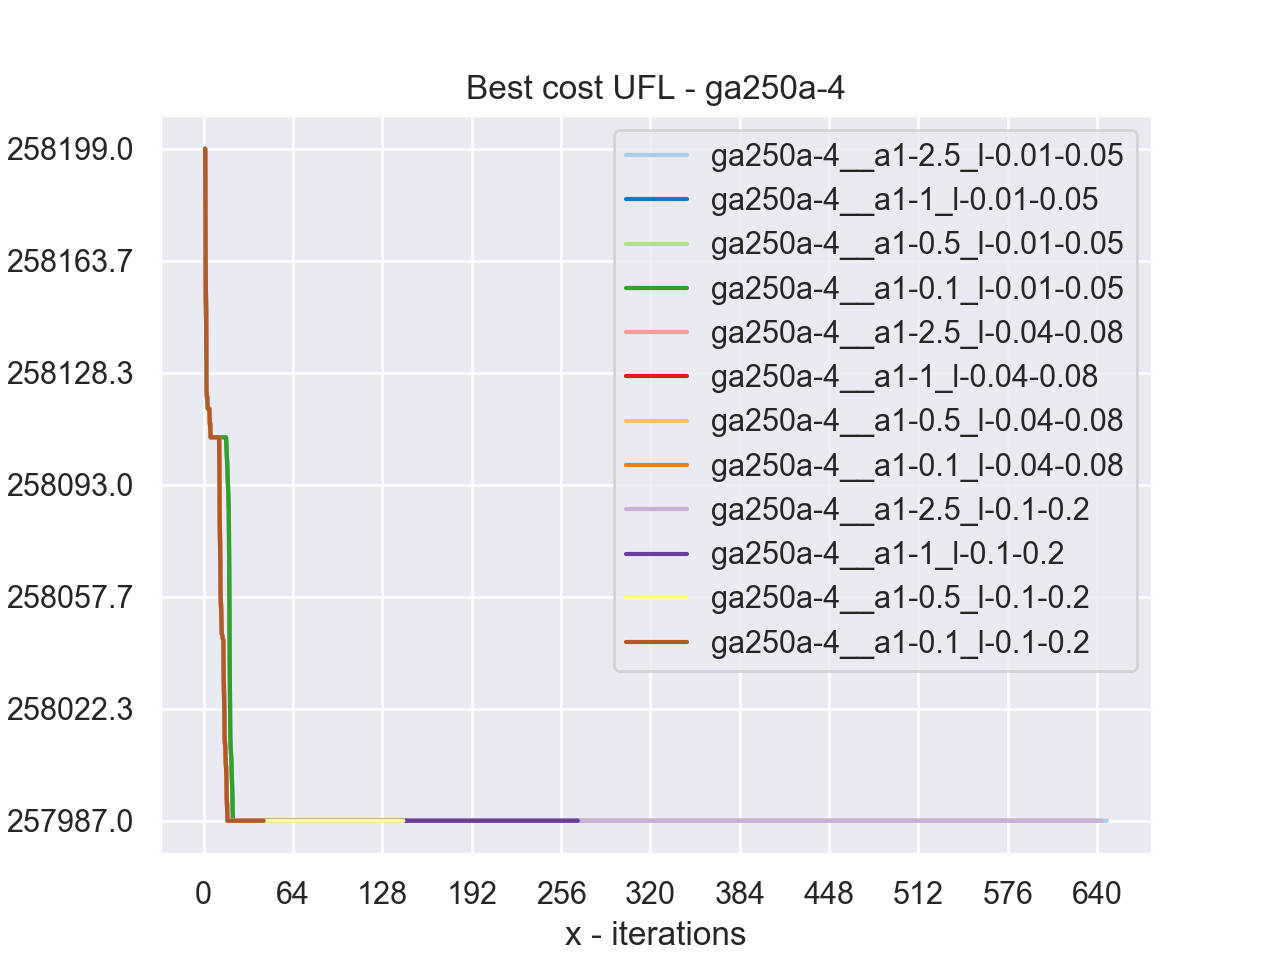 Best cost UFL - ga250a-4
258199.0
258163.7
258128.3
258093.0
258057.7
258022.3
257987.0
ga250a-4__a1-2.5_l-0.01-0.05
ga250a-4__a1-1_l-0.01-0.05
ga250a-4__a1-0.5_l-0.01-0.05
ga250a-4__a1-0.1_l-0.01-0.05
ga250a-4__a1-2.5_l-0.04-0.08
ga250a-4__a1-1_l-0.04-0.08
ga250a-4__a1-0.5_l-0.04-0.08
ga250a-4__a1-0.1_l-0.04-0.08
ga250a-4__a1-2.5_l-0.1-0.2
ga250a-4__a1-1_l-0.1-0.2
ga250a-4__a1-0.5_l-0.1-0.2
ga250a-4__a1-0.1_l-0.1-0.2
0 64 128 192 256 320 384 448 512 576 640
x - iterations